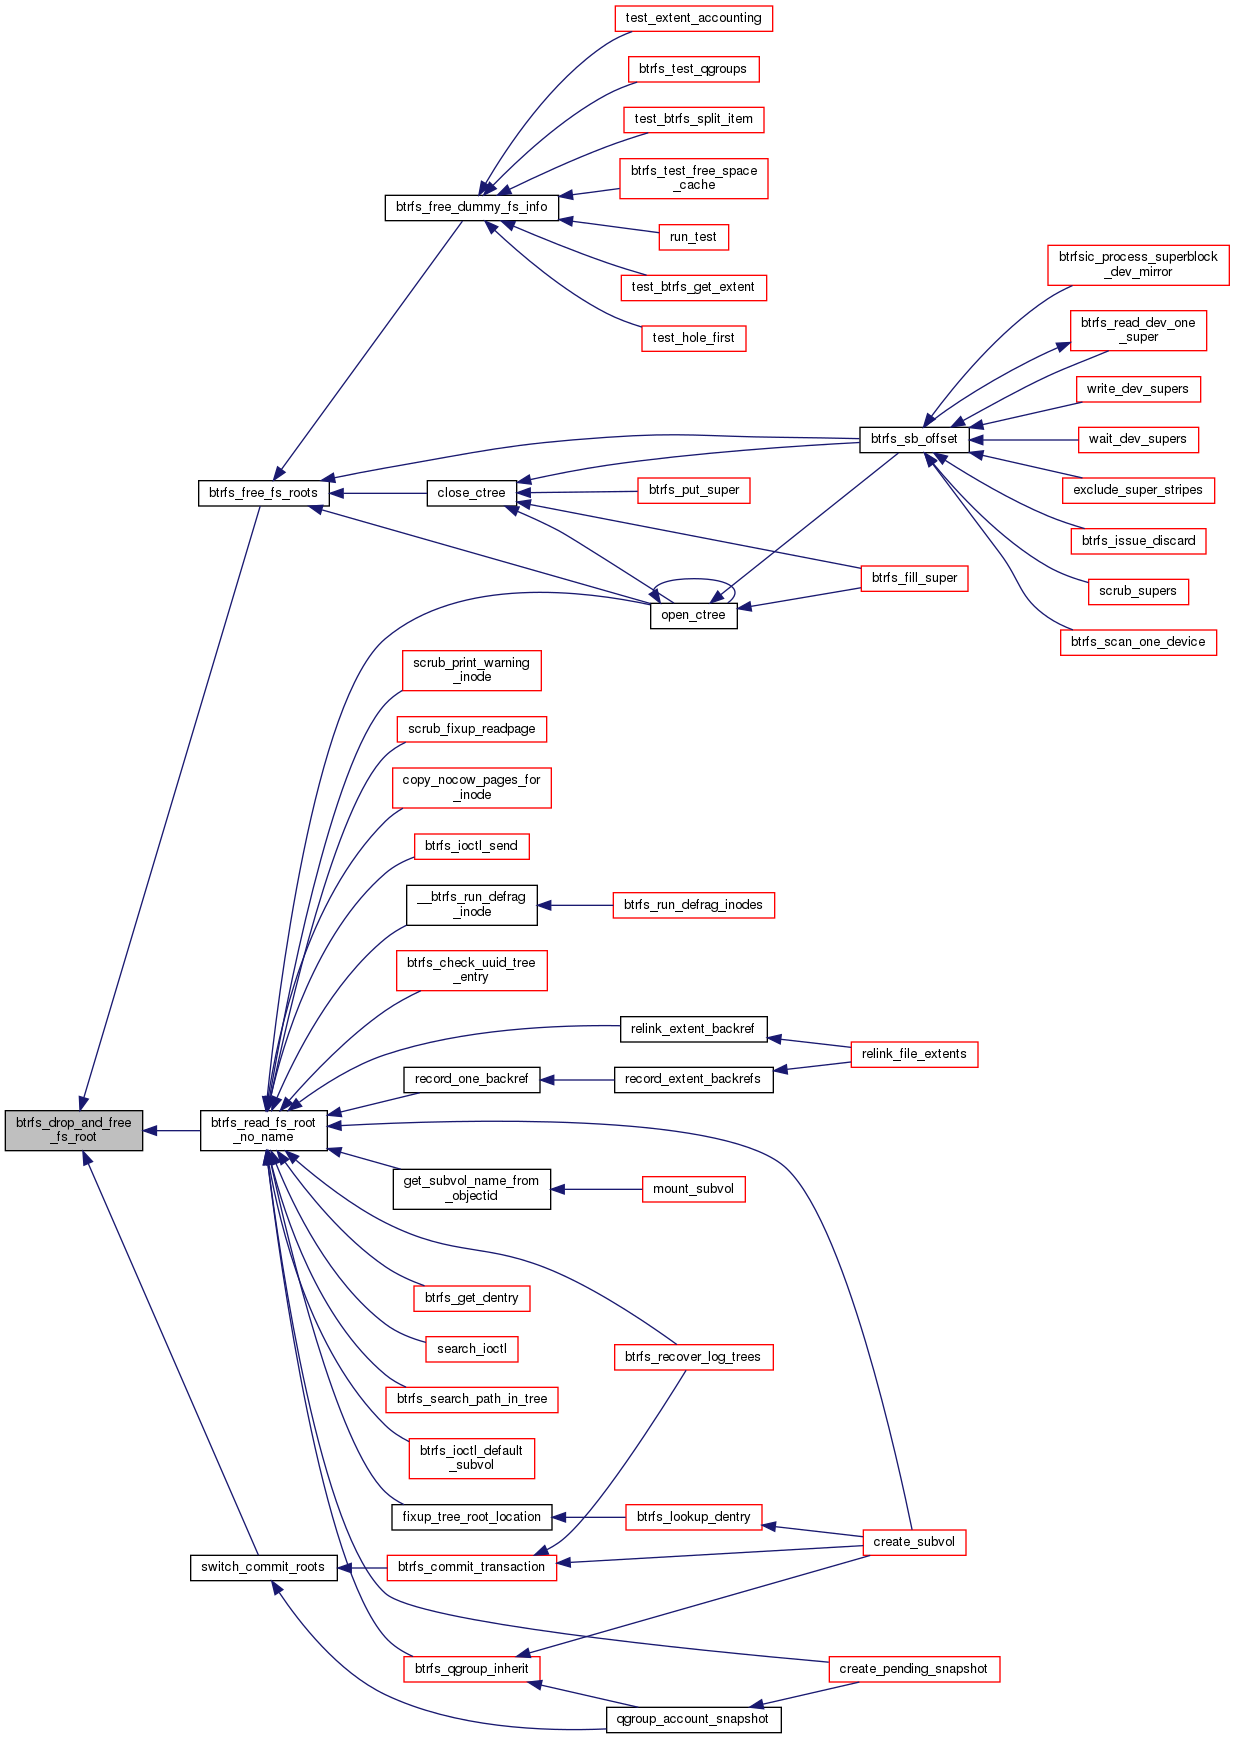 test_extent_accounting
btrfs_test_qgroups
test_btrfs_split_item
btrfs_test_free_space
_cache
btrfs_free_dummy_fs_info
run_test
test_btrfs_get_extent
test_hole_first
btrfsic_process_superblock
_dev_mirror
btrfs_read_dev_one
_super
write_dev_supers
btrfs_sb_offset
wait_dev_supers
btrfs_free_fs_roots
close_ctree
btrfs_put_super
exclude_super_stripes
btrfs_issue_discard
btrfs_fill_super
scrub_supers
open_ctree
btrfs_scan_one_device
scrub_print_warning
_inode
scrub_fixup_readpage
copy_nocow_pages_for
_inode
btrfs_ioctl_send
__btrfs_run_defrag
_inode
btrfs_run_defrag_inodes
btrfs_check_uuid_tree
_entry
relink_extent_backref
relink_file_extents
record_one_backref
record_extent_backrefs
btrfs_drop_and_free
_fs_root
btrfs_read_fs_root
_no_name
get_subvol_name_from
_objectid
mount_subvol
btrfs_get_dentry
search_ioctl
btrfs_recover_log_trees
btrfs_search_path_in_tree
btrfs_ioctl_default
_subvol
fixup_tree_root_location
btrfs_lookup_dentry
create_subvol
switch_commit_roots
btrfs_commit_transaction
btrfs_qgroup_inherit
create_pending_snapshot
qgroup_account_snapshot